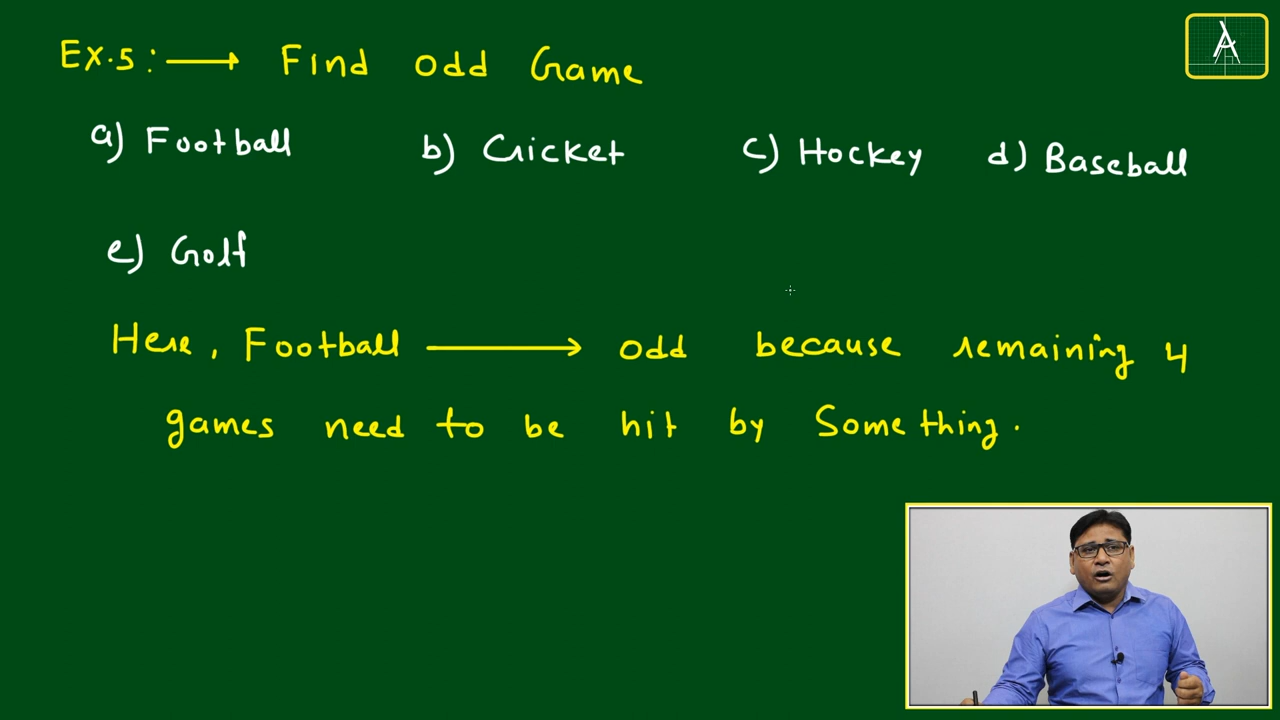 Ex.5:⟶ Find odd Game
a) Football b) Cricket c) Hockey d) Baseball
e) Golf
Here, Football ⟶ odd because remaining 4
games need to be hit by Something.